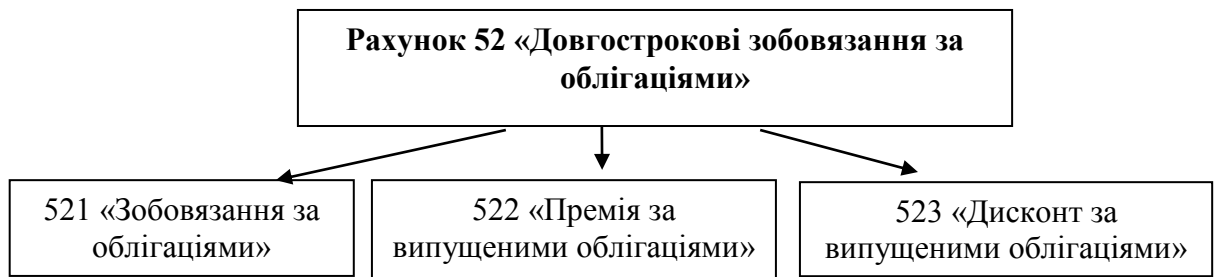 Рахунок 52 «Довгострокові зобовязання за
облігаціями»
521 «Зобовязання за
облігаціями»
522 «Премія за
випущеними облігаціями»
523 «Дисконт за
випущеними облігаціями»